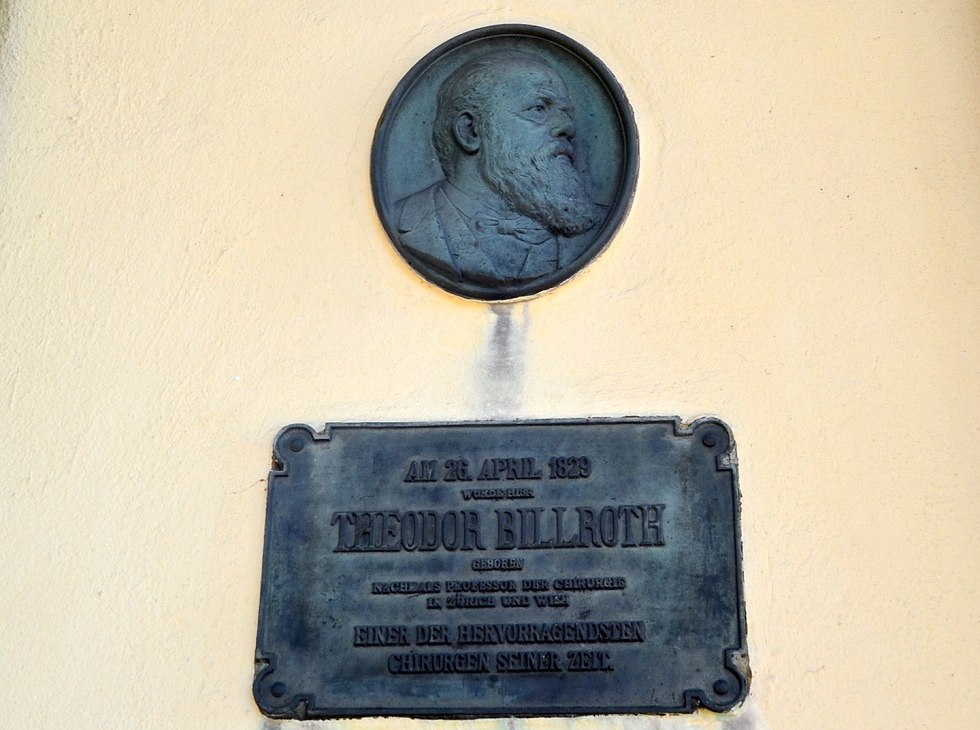 AM 26. APRIL 1829
WURDE HIER
THEODOR BILLROTH
GEBOREN
NACHMALS PROFESSOR DER CHIRURGIE
IN ZÜRICH UND WIEN
EINER DER HERVORRAGENDSTEN
CHIRURGEN SEINER ZEIT.